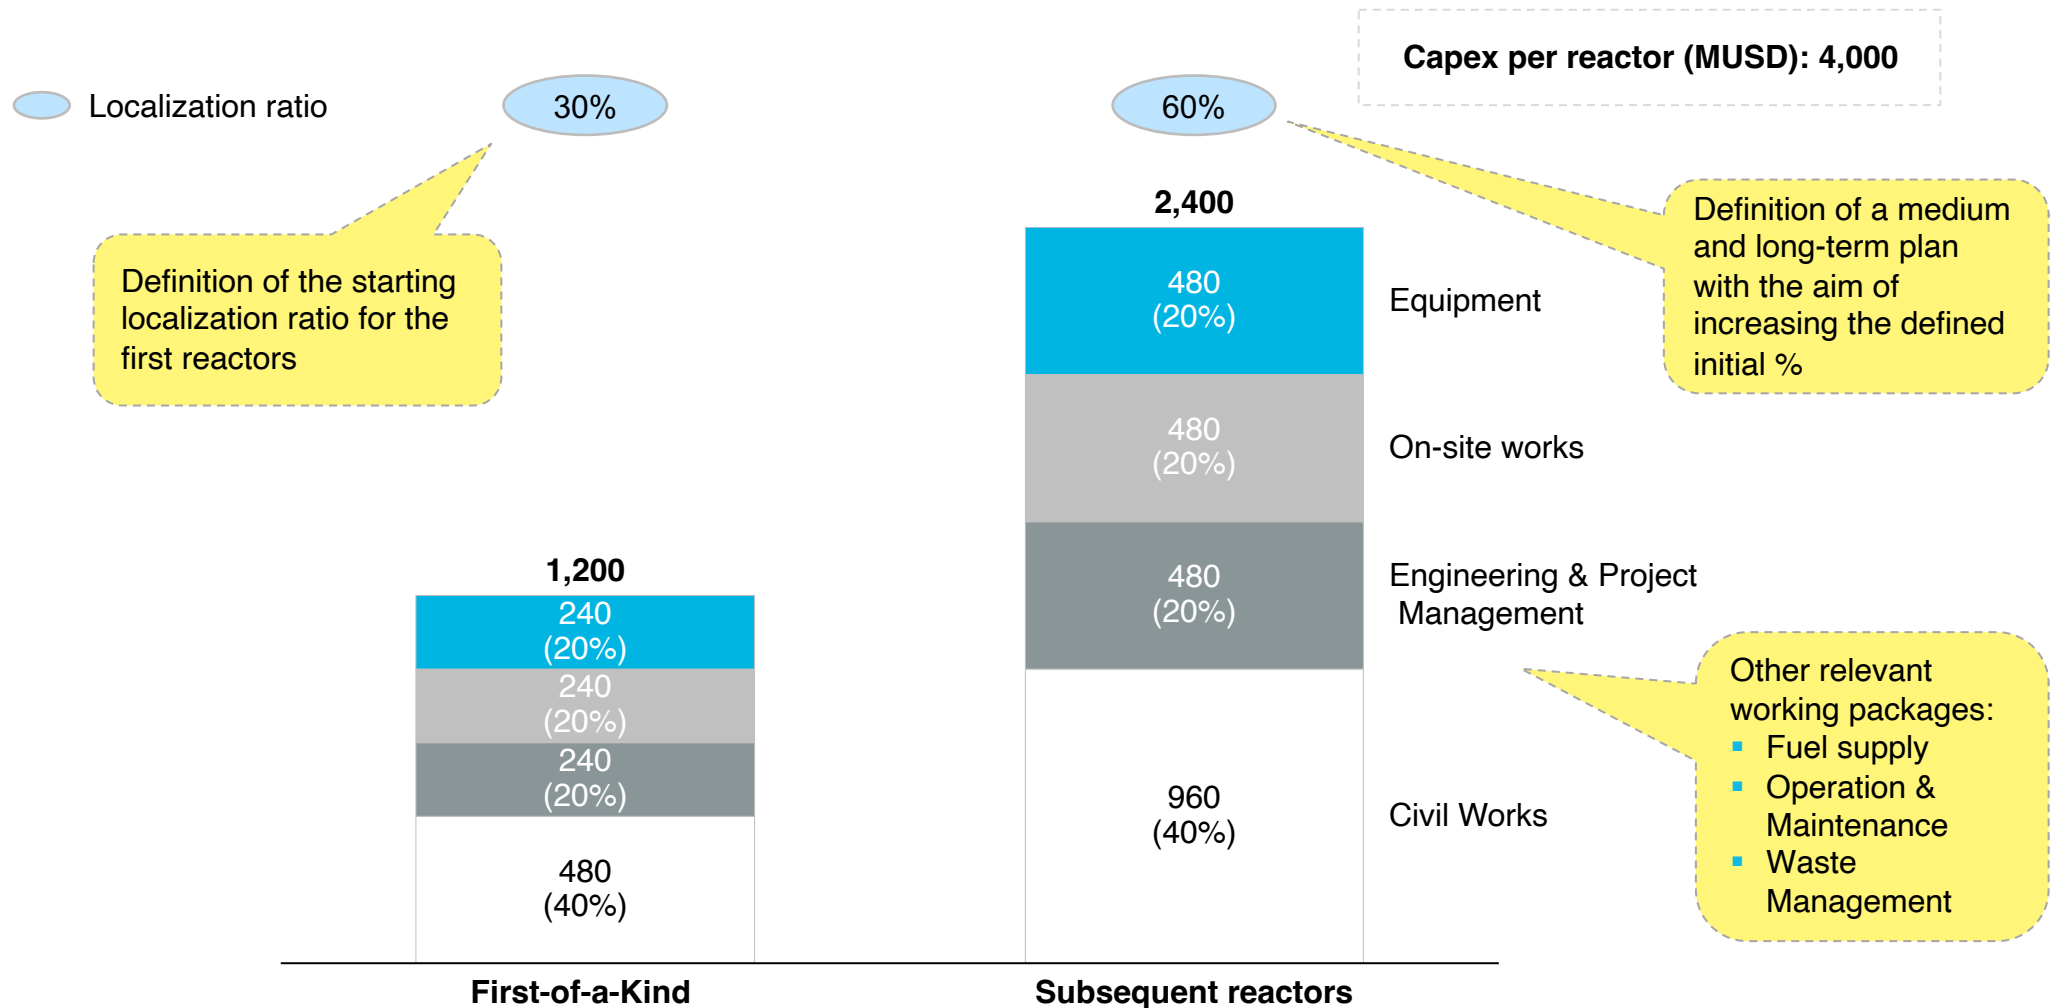 Capex per reactor (MUSD): 4,000
Localization ratio
30%
60%
Definition of the starting
localization ratio for the
first reactors
Definition of a medium
and long-term plan
with the aim of
increasing the defined
initial %
2,400
480
(20%)
Equipment
480
(20%)
On-site works
480
(20%)
Engineering & Project
Management
960
(40%)
Civil Works
1,200
240
(20%)
240
(20%)
240
(20%)
480
(40%)
Other relevant
working packages:
▪ Fuel supply
▪ Operation &
Maintenance
▪ Waste
Management
First-of-a-Kind
Subsequent reactors